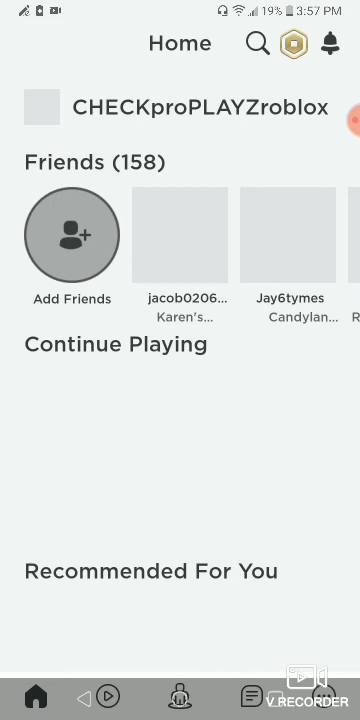 19% 3:57 PM
Home
CHECKproPLAYZroblox
Friends (158)
Add Friends
jacob0206...
Jay6tymes
Karen's...
Candylan...
R
Continue Playing
Recommended For You
V RECORDER